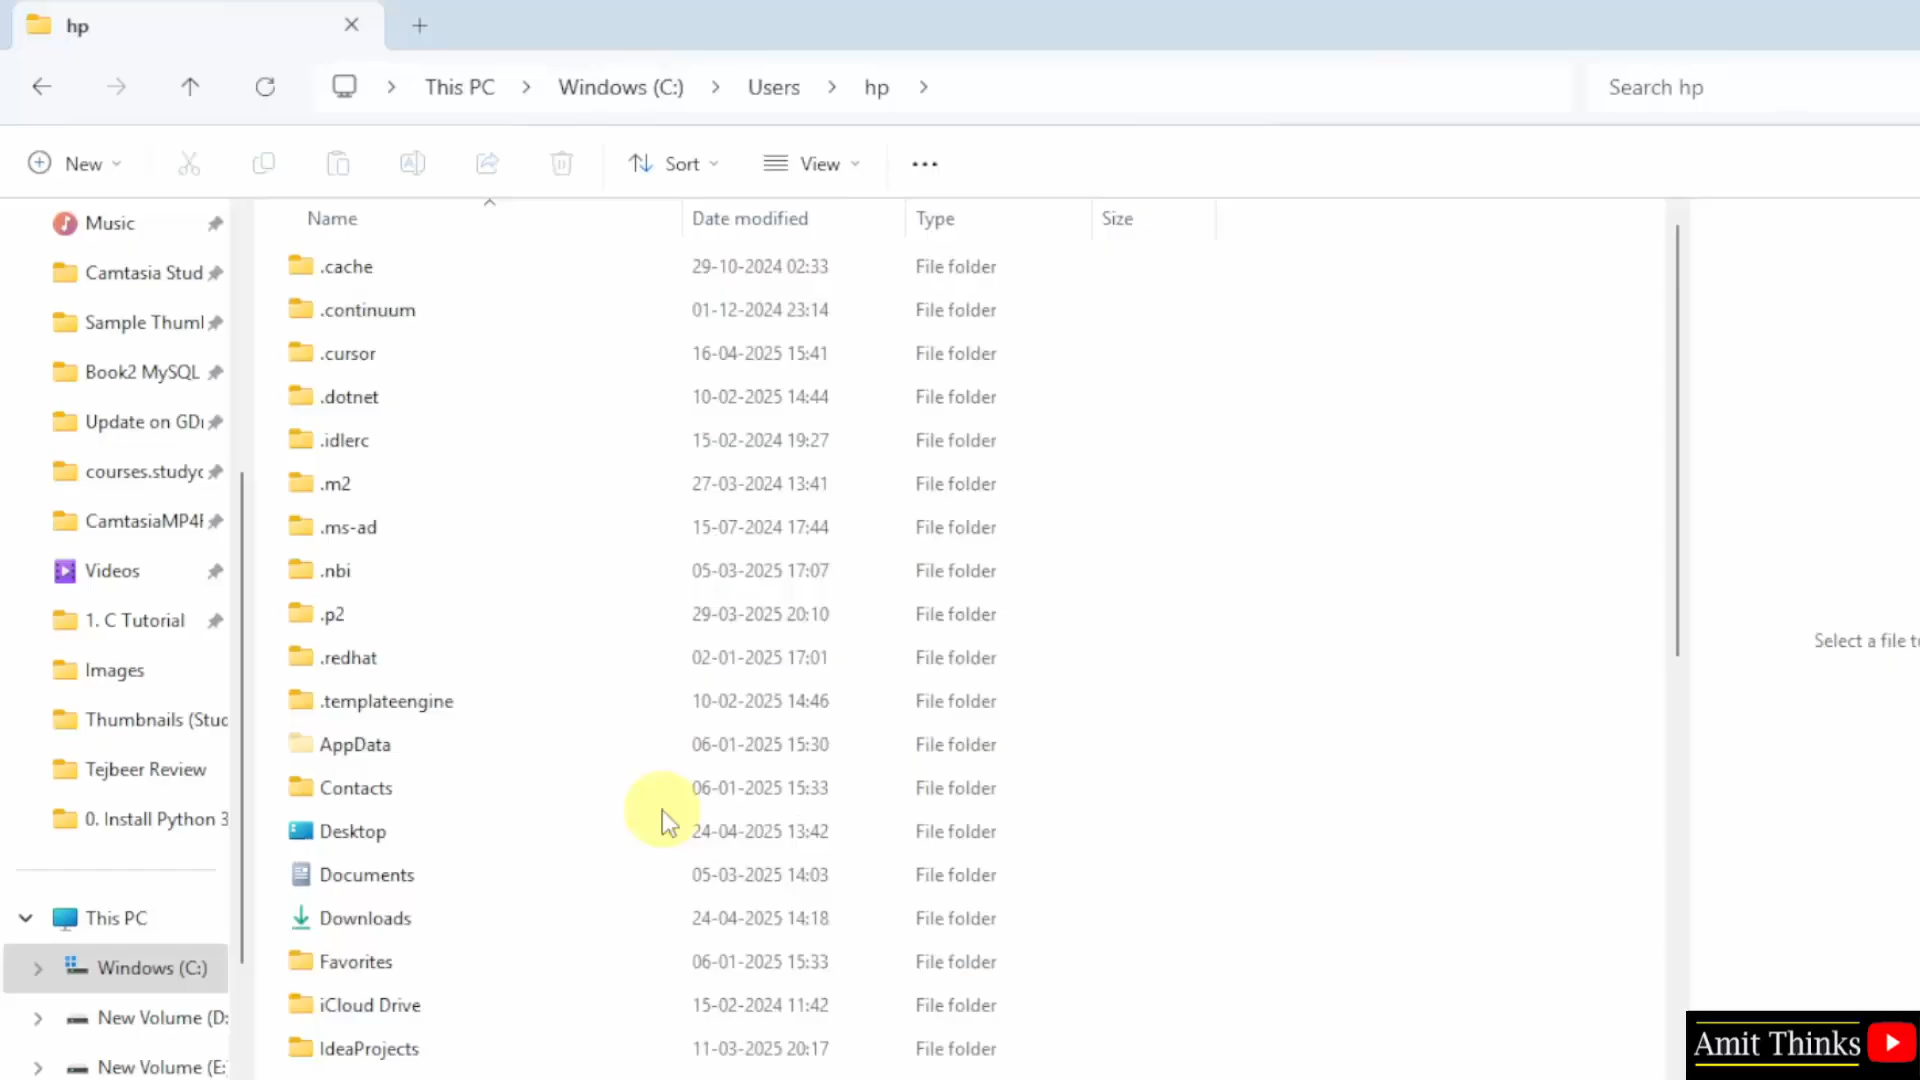 hp
This PC
Windows (C:)
Users
hp
Search hp
New
Sort
View
Name
Date modified
Type
Size
Music
Camtasia Stud
Sample Thuml
Book2 MySQL
Update on GDı
courses.studyc
CamtasiaMP4F
Videos
1. C Tutorial
Images
Thumbnails (Stuc
Tejbeer Review
0. Install Python 3
This PC
Windows (C:)
New Volume (D:
New Volume (E:
.cache 29-10-2024 02:33 File folder
.continuum 01-12-2024 23:14 File folder
.cursor 16-04-2025 15:41 File folder
.dotnet 10-02-2025 14:44 File folder
.idlerc 15-02-2024 19:27 File folder
.m2 27-03-2024 13:41 File folder
.ms-ad 15-07-2024 17:44 File folder
.nbi 05-03-2025 17:07 File folder
.p2 29-03-2025 20:10 File folder
.redhat 02-01-2025 17:01 File folder
.templateengine 10-02-2025 14:46 File folder
AppData 06-01-2025 15:30 File folder
Contacts 06-01-2025 15:33 File folder
Desktop 24-04-2025 13:42 File folder
Documents 05-03-2025 14:03 File folder
Downloads 24-04-2025 14:18 File folder
Favorites 06-01-2025 15:33 File folder
iCloud Drive 15-02-2024 11:42 File folder
IdeaProjects 11-03-2025 20:17 File folder
Select a file to
Amit Thinks